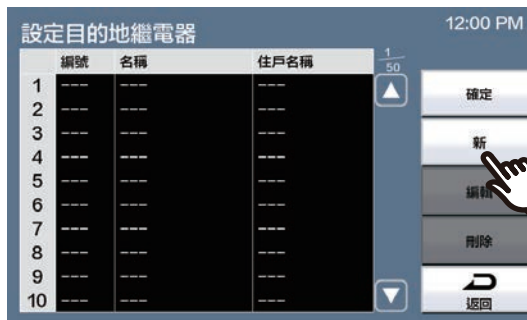 設定目的地繼電器
12:00 PM
編號 名稱 住戶名稱
1/50
1 --- --- ---
2 --- --- ---
3 --- --- ---
4 --- --- ---
5 --- --- ---
6 --- --- ---
7 --- --- ---
8 --- --- ---
9 --- --- ---
10 --- --- ---
確定
新
編輯
刪除
返回